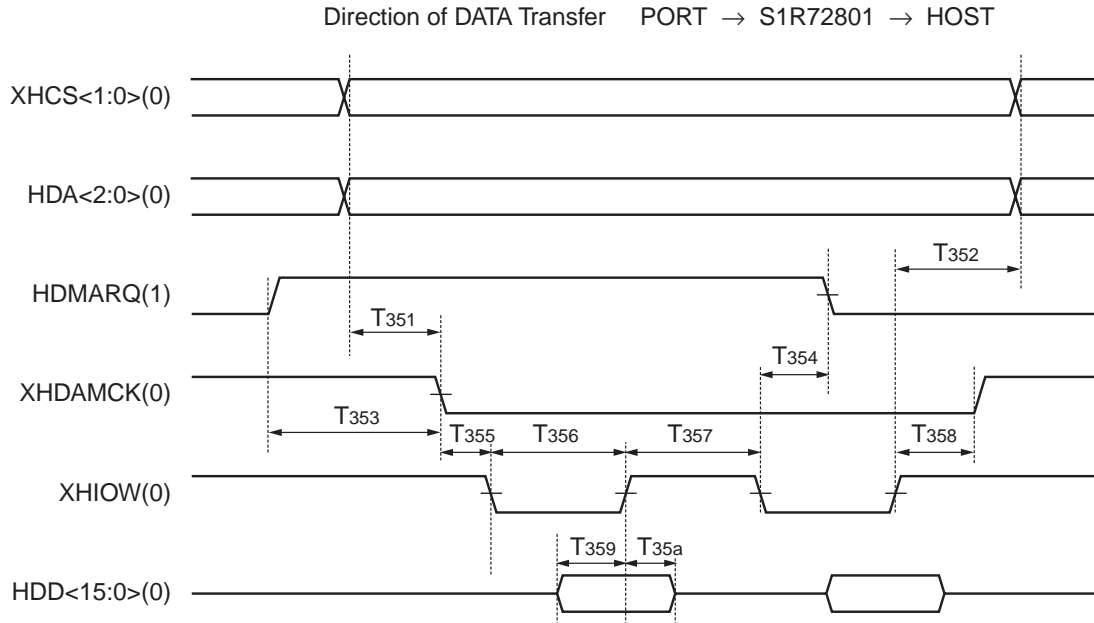 Direction of DATA Transfer PORT → S1R72801 → HOST
XHCS<1:0>(0)
HDA<2:0>(0)
T352
HDMARQ(1)
T351
T354
XHDAMCK(0)
T353
T355 T356 T357 T358
XHIOW(0)
T359 T35a
HDD<15:0>(0)